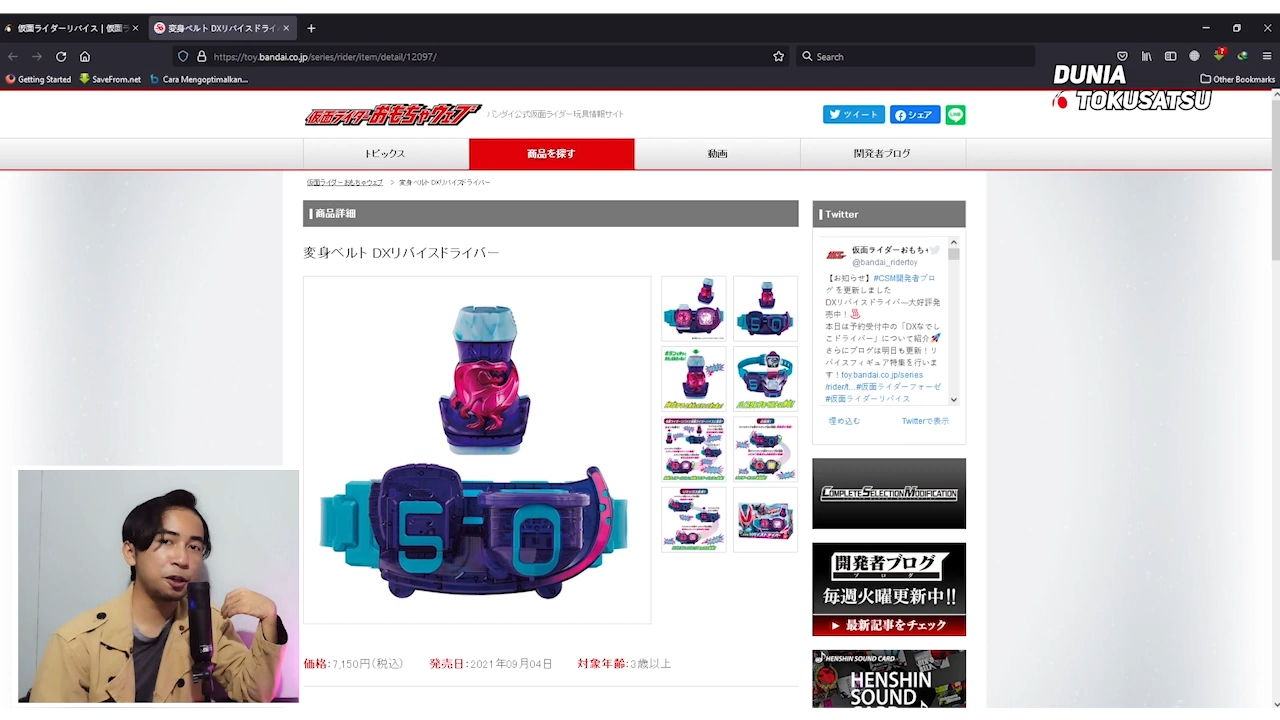 仮面ライダーリバイス | 仮面ラ
変身ベルト DXリバイスドライ
https://toy.bandai.co.jp/series/rider/item/detail/12097/
Search
Getting Started
SaveFrom.net
Cara Mengoptimalkan...
Other Bookmarks
DUNIA
TOKUSATSU
仮面ライダーおもちゃウェブ
バンダイ公式仮面ライダー玩具情報サイト
ツイート
シェア
LINE
トピックス
商品を探す
動画
開発者ブログ
仮面ライダーおもちゃウェブ > 変身ベルト DXリバイスドライバー
商品詳細
変身ベルト DXリバイスドライバー
50
価格:7,150円(税込)
発売日:2021年09月04日
対象年齢:3歳以上
Twitter
仮面ライダーおもち
@bandai_ridertoy
【お知らせ】#CSM開発者ブロ
グ を更新しました
DXリバイスドライバー大好評発
売中！
本日は予約受付中の「DXなでし
こドライバー」について紹介
さらにブログは明日も更新！リ
バイスフィギュア特集を行いま
す！toy.bandai.co.jp/series
/rider/t…#仮面ライダーフォーゼ
#仮面ライダーリバイス
埋め込む
Twitterで表示
COMPLETE SELECTION MODIFICATION
開発者ブログ
ブログ
毎週火曜更新中!!
最新記事をチェック
HENSHIN SOUND CARD
HENSHIN
SOUND
CARD